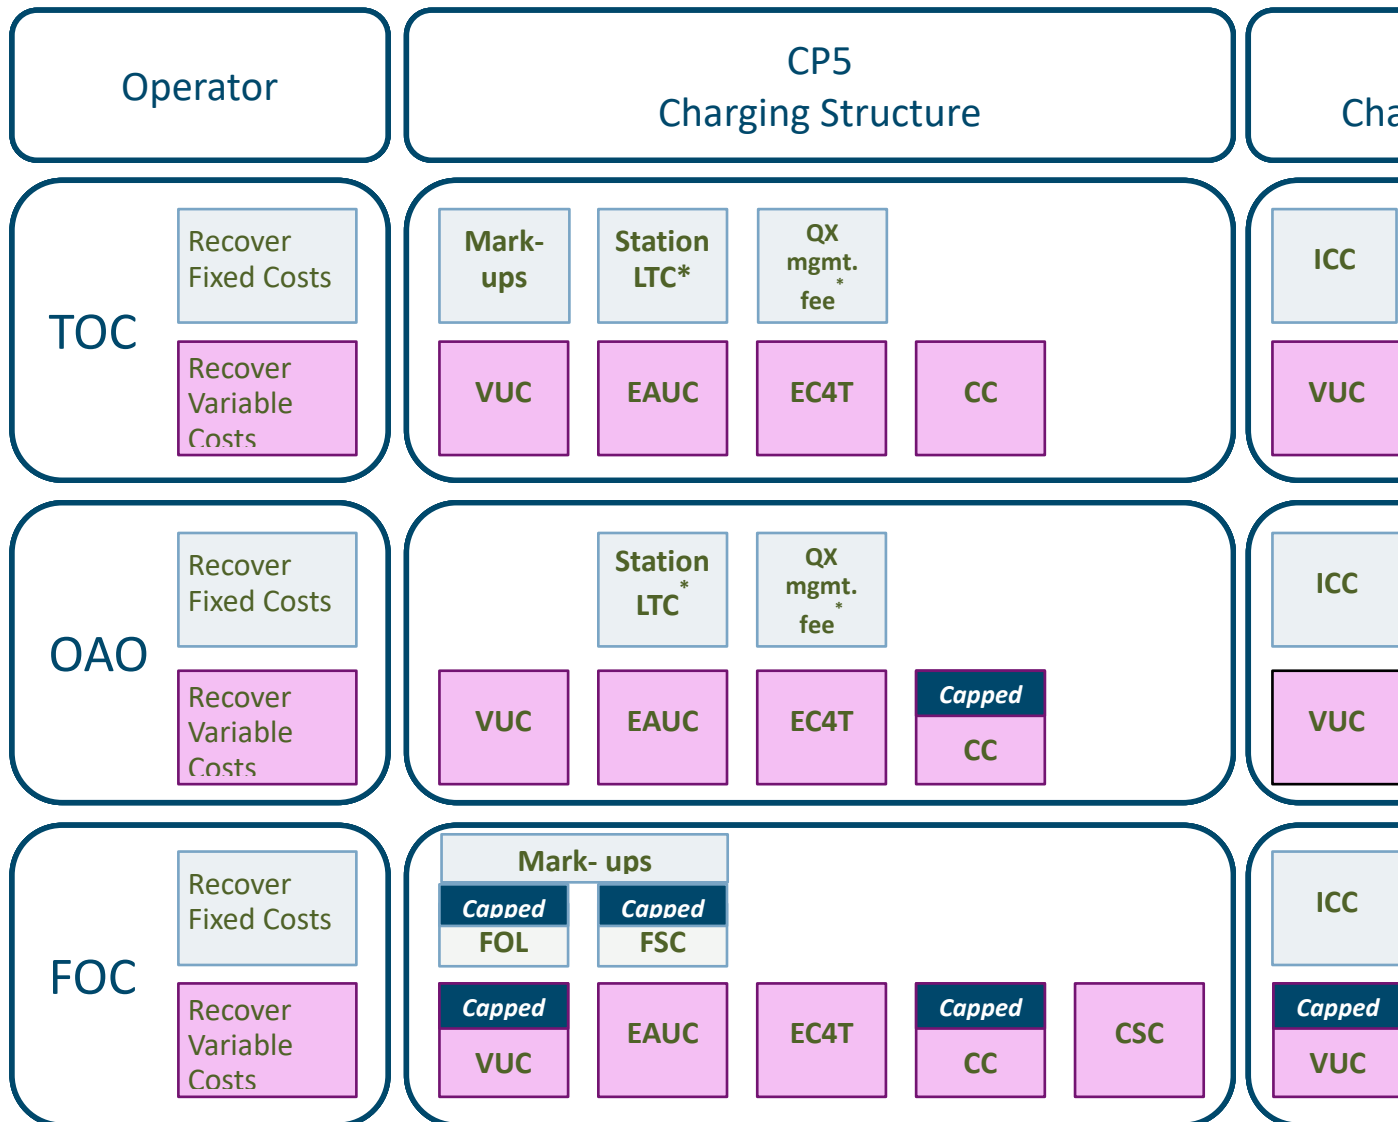 Operator
CP5
Charging Structure
TOC
Recover
Fixed Costs
Mark-
ups
Station
LTC*
QX
mgmt.
fee*
ICC
Recover
Variable
Costs
VUC
EAUC
EC4T
CC
VUC
OAO
Recover
Fixed Costs
Station
LTC*
QX
mgmt.
fee*
ICC
Recover
Variable
Costs
VUC
EAUC
EC4T
Capped
CC
VUC
FOC
Recover
Fixed Costs
Mark- ups
Capped
FOL
Capped
FSC
ICC
Recover
Variable
Costs
Capped
VUC
EAUC
EC4T
Capped
CC
CSC
Capped
VUC